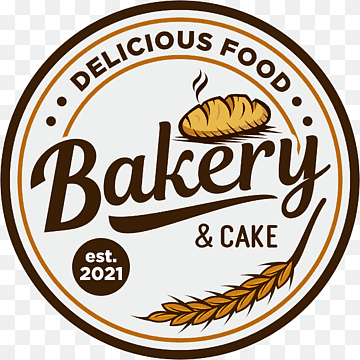 DELICIOUS FOOD
Bakery
& CAKE
est.
2021